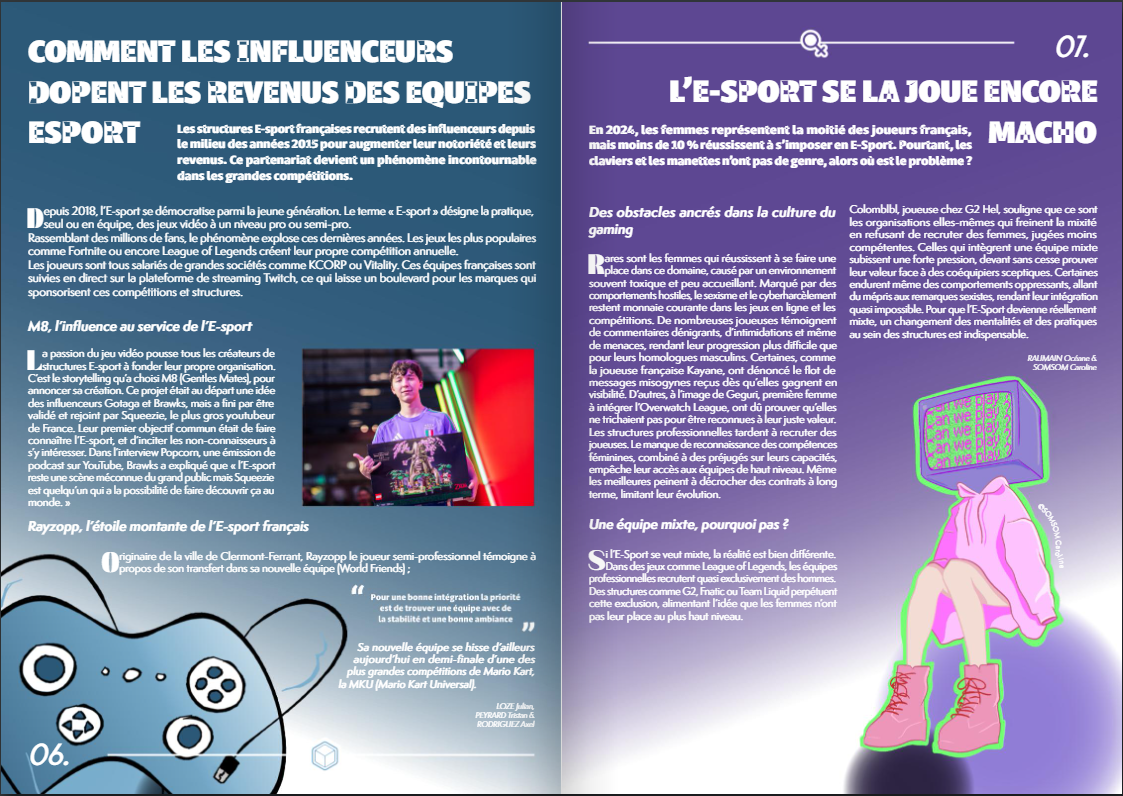 COMMENT LES INFLUENCEURS
DOPENT LES REVENUS DES EQUIPES
ESPORT
Les structures E-sport françaises recrutent des influenceurs depuis
le milieu des années 2015 pour augmenter leur notoriété et leurs
revenus. Ce partenariat devient un phénomène incontournable
dans les grandes compétitions.
Depuis 2018, l'E-sport se démocratise parmi la jeune génération. Le terme « E-sport » désigne la pratique,
seul ou en équipe, des jeux vidéo à un niveau pro ou semi-pro.
Rassemblant des millions de fans, le phénomène explose ces dernières années. Les jeux les plus populaires
comme Fortnite ou encore League of Legends créent leur propre compétition annuelle.
Les joueurs sont tous salariés de grandes sociétés comme KCORP ou Vitality. Ces équipes françaises sont
suivies en direct sur la plateforme de streaming Twitch, ce qui laisse un boulevard pour les marques qui
sponsorisent ces compétitions et structures.
M8, l'influence au service de l'E-sport
La passion du jeu vidéo pousse tous les créateurs de
structures E-sport à fonder leur propre organisation.
C'est le storytelling qu'a choisi M8 (Gentles Mates), pour
annoncer sa création. Ce projet était au départ une idée
des influenceurs Gotaga et Brawks, mais a fini par être
validé et rejoint par Squeezie, le plus gros youtubeur
de France. Leur premier objectif commun était de faire
connaître l'E-sport, et d'inciter les non-connaisseurs à
s'y intéresser. Dans l'interview Popcorn, une émission de
podcast sur YouTube, Brawks a expliqué que « l'E-sport
reste une scène méconnue du grand public mais Squeezie
est quelqu'un qui a la possibilité de faire découvrir ça au
monde. »
Rayzopp, l'étoile montante de l'E-sport français
Originaire de la ville de Clermont-Ferrant, Rayzopp le joueur semi-professionnel témoigne à
propos de son transfert dans sa nouvelle équipe (World Friends) ;
“ Pour une bonne intégration la priorité
est de trouver une équipe avec de
la stabilité et une bonne ambiance ”
Sa nouvelle équipe se hisse d'ailleurs
aujourd'hui en demi-finale d'une des
plus grandes compétitions de Mario Kart,
la MKU (Mario Kart Universal).
LOZE Julian,
PEYRARD Tristan &
RODRIGUEZ Axel
06.
07.
L'E-SPORT SE LA JOUE ENCORE
MACHO
En 2024, les femmes représentent la moitié des joueurs français,
mais moins de 10 % réussissent à s'imposer en E-Sport. Pourtant, les
claviers et les manettes n'ont pas de genre, alors où est le problème ?
Des obstacles ancrés dans la culture du
gaming
Rares sont les femmes qui réussissent à se faire une
place dans ce domaine, causé par un environnement
souvent toxique et peu accueillant. Marqué par des
comportements hostiles, le sexisme et le cyberharcèlement
restent monnaie courante dans les jeux en ligne et les
compétitions. De nombreuses joueuses témoignent
de commentaires dénigrants, d'intimidations et même
de menaces, rendant leur progression plus difficile que
pour leurs homologues masculins. Certaines, comme
la joueuse française Kayane, ont dénoncé le flot de
messages misogynes reçus dès qu'elles gagnent en
visibilité. D'autres, à l'image de Geguri, première femme
à intégrer l'Overwatch League, ont dû prouver qu'elles
ne trichaient pas pour être reconnues à leur juste valeur.
Les structures professionnelles tardent à recruter des
joueuses. Le manque de reconnaissance des compétences
féminines, combiné à des préjugés sur leurs capacités,
empêche leur accès aux équipes de haut niveau. Même
les meilleures peinent à décrocher des contrats à long
terme, limitant leur évolution.
Une équipe mixte, pourquoi pas ?
Si l'E-Sport se veut mixte, la réalité est bien différente.
Dans des jeux comme League of Legends, les équipes
professionnelles recrutent quasi exclusivement des hommes.
Des structures comme G2, Fnatic ou Team Liquid perpétuent
cette exclusion, alimentant l'idée que les femmes n'ont
pas leur place au plus haut niveau.
Colomblbl, joueuse chez G2 Hel, souligne que ce sont
les organisations elles-mêmes qui freinent la mixité
en refusant de recruter des femmes, jugées moins
compétentes. Celles qui intègrent une équipe mixte
subissent une forte pression, devant sans cesse prouver
leur valeur face à des coéquipiers sceptiques. Certaines
endurent même des comportements oppressants, allant
du mépris aux remarques sexistes, rendant leur intégration
quasi impossible. Pour que l'E-Sport devienne réellement
mixte, un changement des mentalités et des pratiques
au sein des structures est indispensable.
RAUMAIN Océane &
SOMSOM Caroline
Can we play ?
Can we play ?
Can we play ?
Can we play ?
Can we play ?
©SOMSOM Caroline